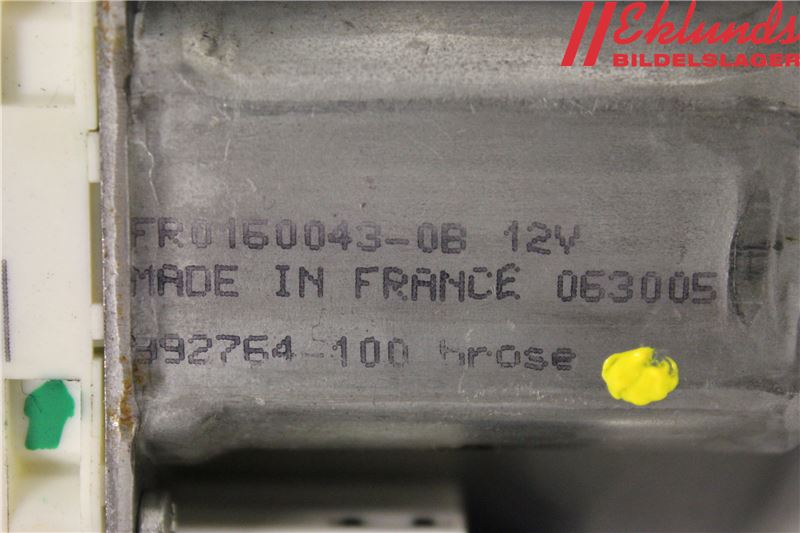 Eklunds
BILDELSLAGER
FR0160043-0B 12V
MADE IN FRANCE 063005
992764-100 brose